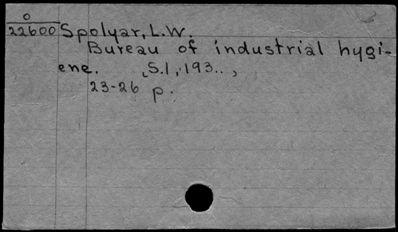 O
22600 Spolyar, L.W.
Bureau of industrial hygi-
ene. S.l., 193..,
23-26 p.